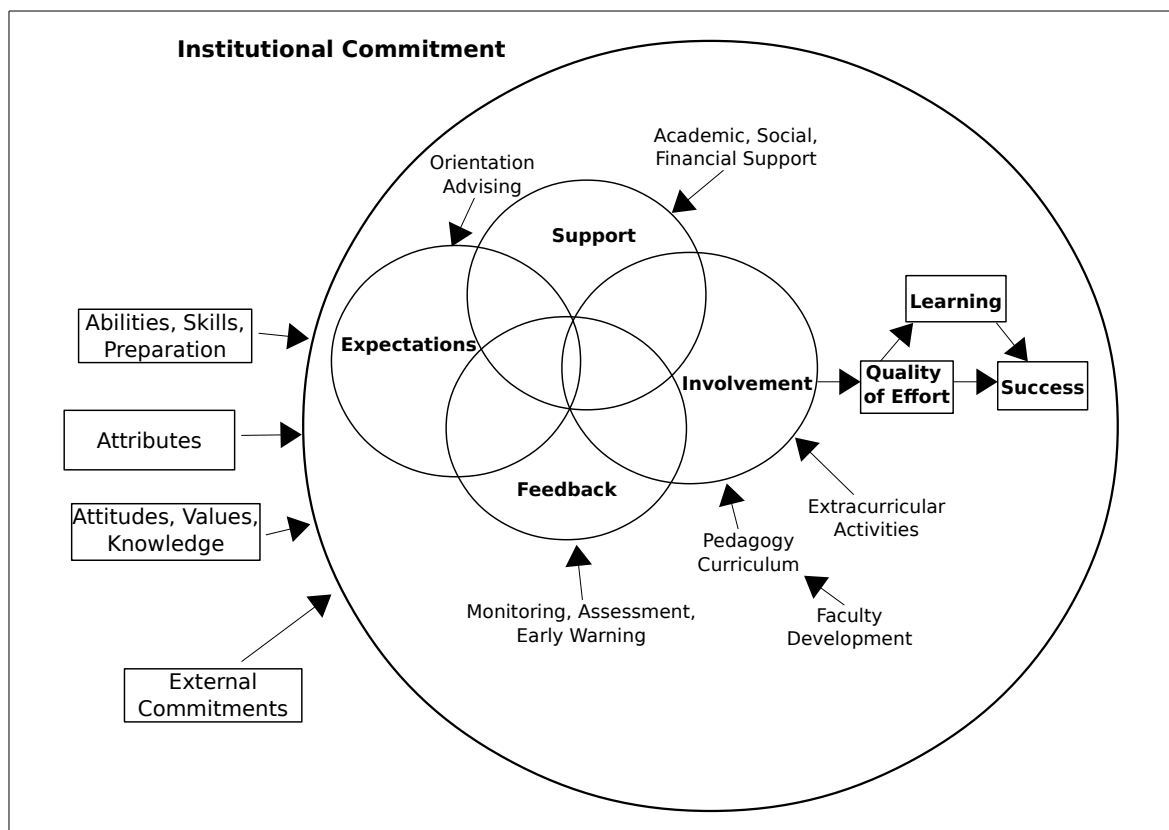 Institutional Commitment
Academic, Social,
Financial Support
Orientation
Advising
Support
Abilities, Skills,
Preparation
Expectations
Involvement
Learning
Quality
of Effort
Success
Attributes
Feedback
Attitudes, Values,
Knowledge
Extracurricular
Activities
Pedagogy
Curriculum
Monitoring, Assessment,
Early Warning
Faculty
Development
External
Commitments